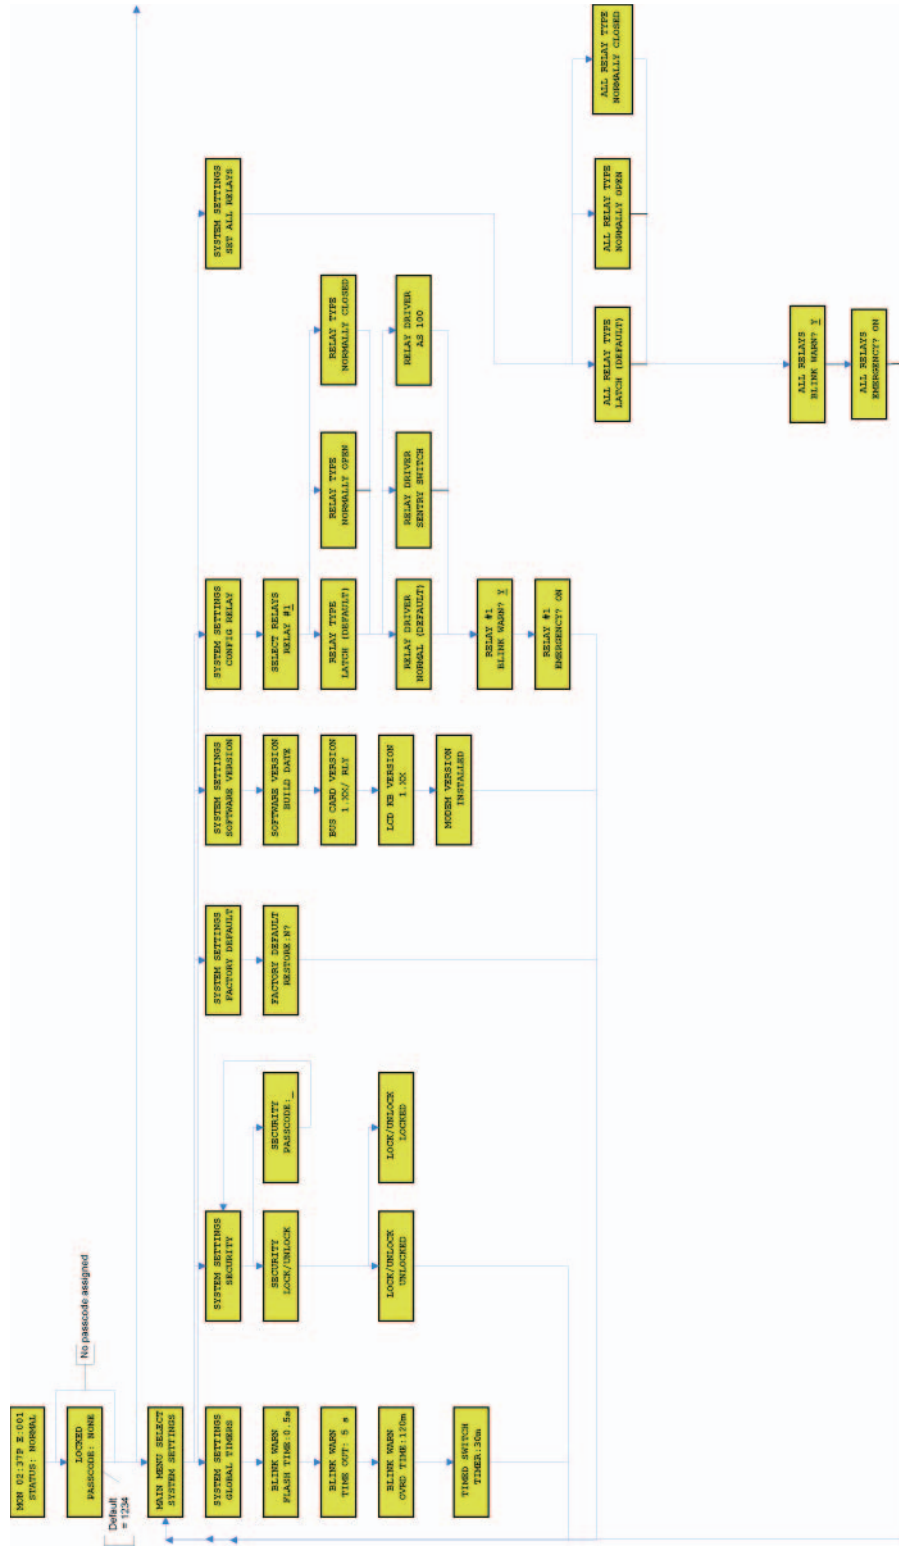 MON 02:37P E:001
STATUS: NORMAL
LOCKED
PASSCODE: NONE
No passcode assigned
Default
= 1234
MAIN MENU SELECT
SYSTEM SETTINGS
SYSTEM SETTINGS
GLOBAL TIMERS
BLINK WARN
FLASH TIME:0.5s
BLINK WARN
TIME OUT: 5 s
BLINK WARN
OVRD TIME:120m
TIMED SWITCH
TIMER:30m
SYSTEM SETTINGS
SECURITY
SECURITY
LOCK/UNLOCK
SECURITY
PASSCODE:_
LOCK/UNLOCK
UNLOCKED
LOCK/UNLOCK
LOCKED
SYSTEM SETTINGS
FACTORY DEFAULT
FACTORY DEFAULT
RESTORE:N?
SYSTEM SETTINGS
SOFTWARE VERSION
SOFTWARE VERSION
BUILD DATE
BUS CARD VERSION
1.XX/ RLY
LCD KB VERSION
1.XX
MODEM VERSION
INSTALLED
SYSTEM SETTINGS
CONFIG RELAY
SELECT RELAYS
RELAY #1
RELAY TYPE
LATCH (DEFAULT)
RELAY TYPE
NORMALLY OPEN
RELAY TYPE
NORMALLY CLOSED
RELAY DRIVER
NORMAL (DEFAULT)
RELAY DRIVER
SENTRY SWITCH
RELAY DRIVER
AS 100
RELAY #1
BLINK WARN? Y
RELAY #1
EMERGENCY? ON
SYSTEM SETTINGS
SET ALL RELAYS
ALL RELAY TYPE
LATCH (DEFAULT)
ALL RELAY TYPE
NORMALLY OPEN
ALL RELAY TYPE
NORMALLY CLOSED
ALL RELAYS
BLINK WARN? Y
ALL RELAYS
EMERGENCY? ON